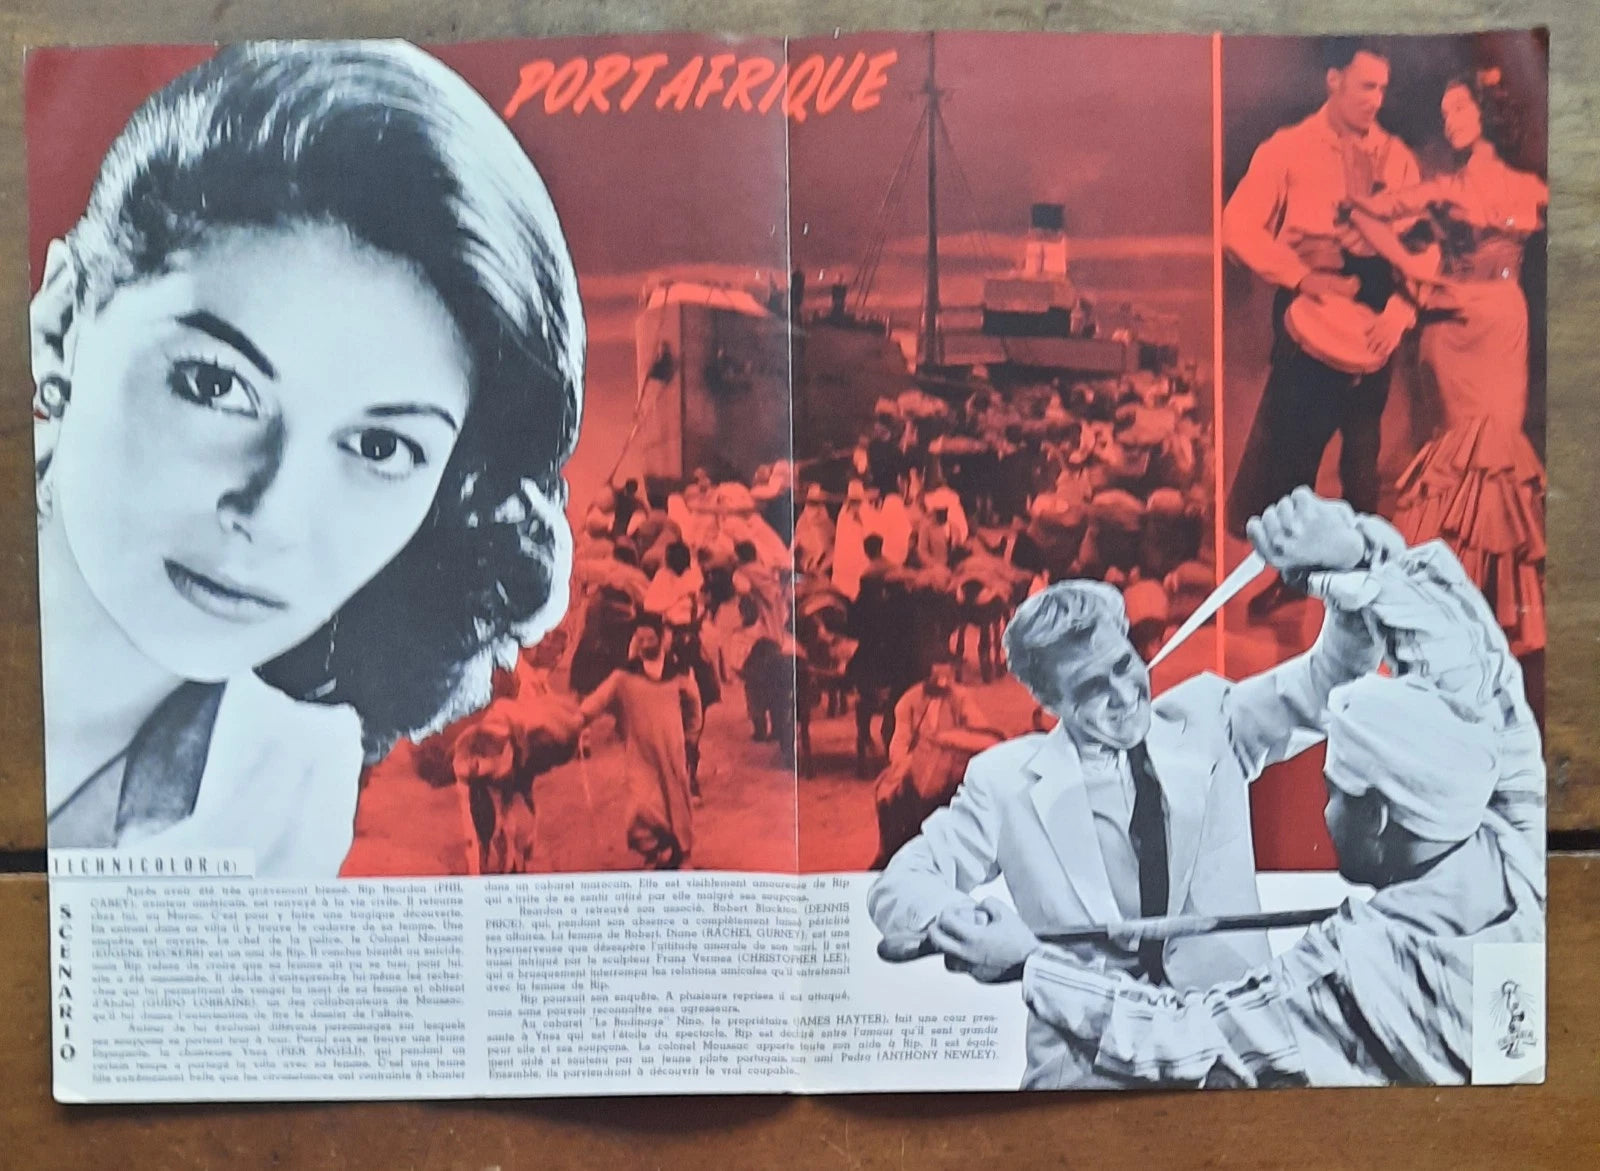 PORT AFRIQUE
TECHNICOLOR (R)
SCENARIO
Après avoir été très grièvement blessé, Rip Reardon (PHIL
CAREY), aviateur américain, est renvoyé à la vie civile. Il retourne
chez lui, au Maroc. C'est pour y faire une tragique découverte.
En entrant dans sa villa il y trouve le cadavre de sa femme. Une
enquête est ouverte. Le chef de la police, le Colonel Moussac
(EUGENE DECKERS) est un ami de Rip. Il conclue bientôt au suicide,
mais Rip refuse de croire que sa femme ait pu se tuer, pour lui,
elle a été assassinée. Il décide d'entreprendre lui-même les recher-
ches qui lui permettront de venger la mort de sa femme et obtient
d'Abdul (GUIDO LORRAINE), un des collaborateurs de Moussac,
qu'il lui donne l'autorisation de lire le dossier de l'affaire.
Autour de lui évoluent différents personnages sur lesquels
ses soupçons se portent tour à tour. Parmi eux se trouve une jeune
Espagnole, la chanteuse Ynez (PIER ANGELI), qui pendant un
certain temps a partagé la villa avec sa femme. C'est une jeune
fille extrêmement belle que les circonstances ont contrainte à chanter
dans un cabaret marocain. Elle est visiblement amoureuse de Rip
qui s'irrite de se sentir attiré par elle malgré ses soupçons.
Reardon a retrouvé son associé, Robert Blackton (DENNIS
PRICE), qui, pendant son absence a complètement laissé péricliter
ses affaires. La femme de Robert, Diane (RACHEL GURNEY), est une
hypernerveuse que désespère l'attitude amorale de son mari. Il est
aussi intrigué par le sculpteur Franz Vermes (CHRISTOPHER LEE),
qui a brusquement interrompu les relations amicales qu'il entretenait
avec la femme de Rip.
Rip poursuit son enquête. A plusieurs reprises il est attaqué,
mais sans pouvoir reconnaître ses agresseurs.
Au cabaret "Le Badinage" Nino, le propriétaire (JAMES HAYTER), fait une cour pres-
sante à Ynez qui est l'étoile du spectacle. Rip est déchiré entre l'amour qu'il sent grandir
pour elle et ses soupçons. Le colonel Moussac apporte toute son aide à Rip. Il est égale-
ment aidé et soutenu par un jeune pilote portugais, son ami Pedro (ANTHONY NEWLEY).
Ensemble, ils parviendront à découvrir le vrai coupable.